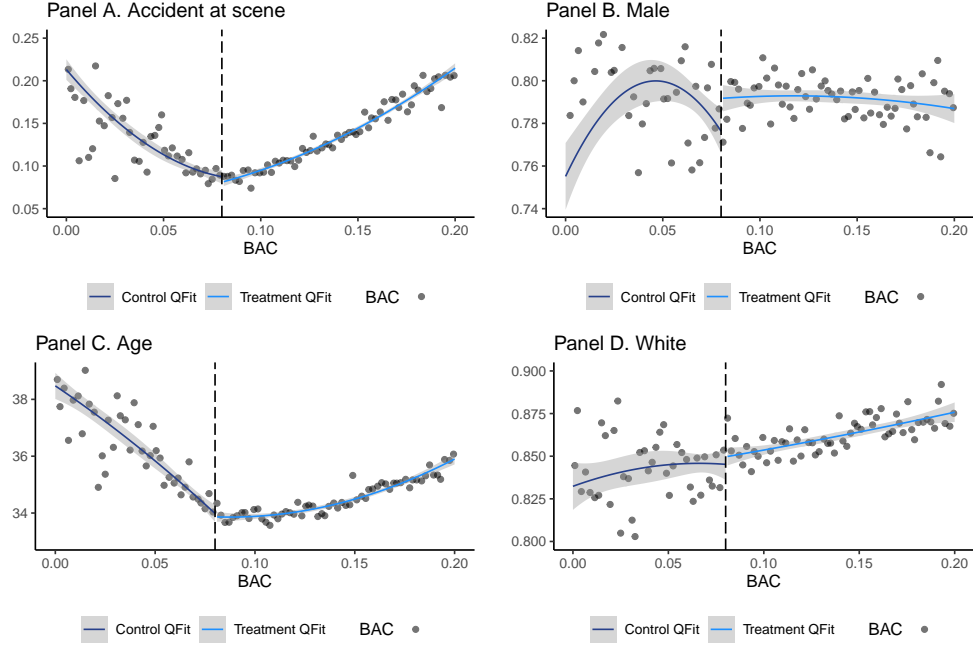 Panel A. Accident at scene
0.25
0.20
0.15
0.10
0.05
0.00 0.05 0.10 0.15 0.20
BAC
Control QFit Treatment QFit BAC
Panel B. Male
0.82
0.80
0.78
0.76
0.74
0.00 0.05 0.10 0.15 0.20
BAC
Control QFit Treatment QFit BAC
Panel C. Age
38
36
34
0.00 0.05 0.10 0.15 0.20
BAC
Control QFit Treatment QFit BAC
Panel D. White
0.900
0.875
0.850
0.825
0.800
0.00 0.05 0.10 0.15 0.20
BAC
Control QFit Treatment QFit BAC